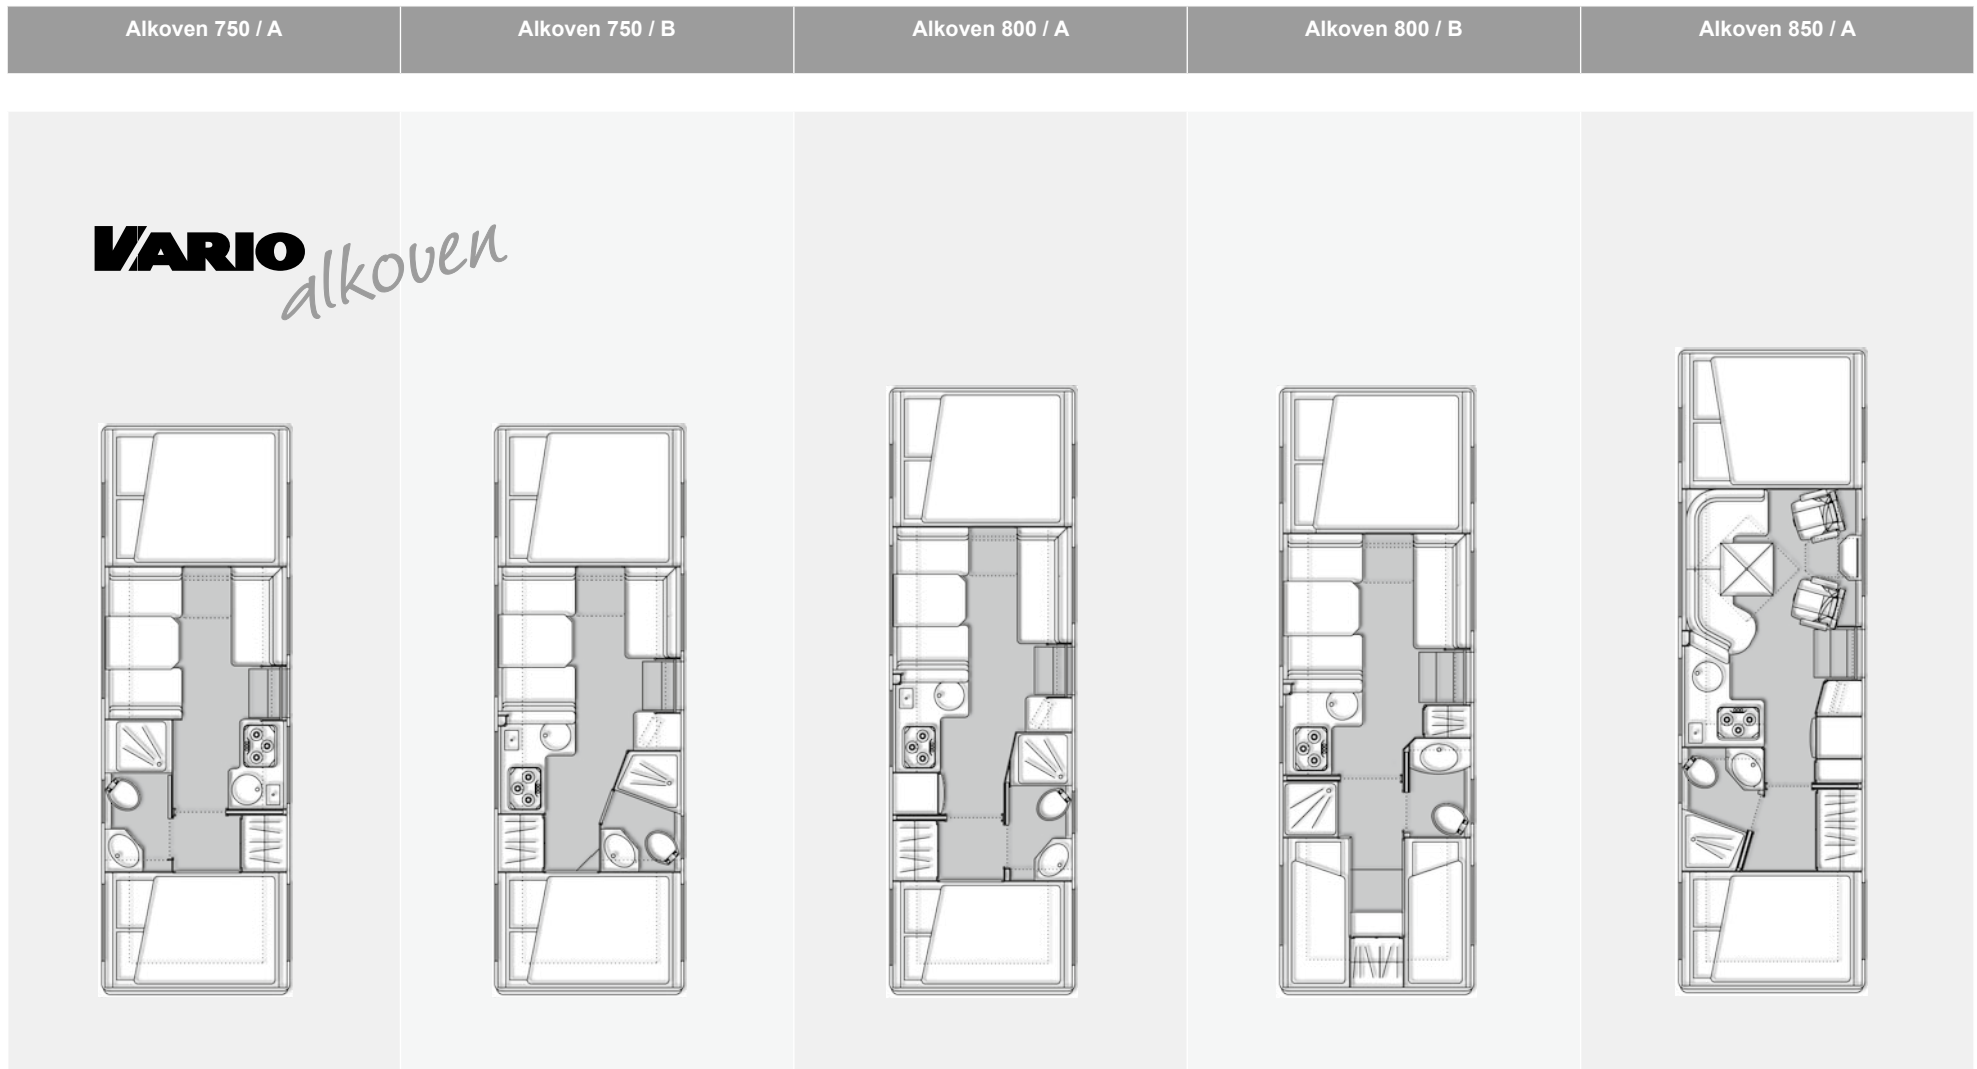 Alkoven 750 / A
Alkoven 750 / B
Alkoven 800 / A
Alkoven 800 / B
Alkoven 850 / A
VARIO
alkoven